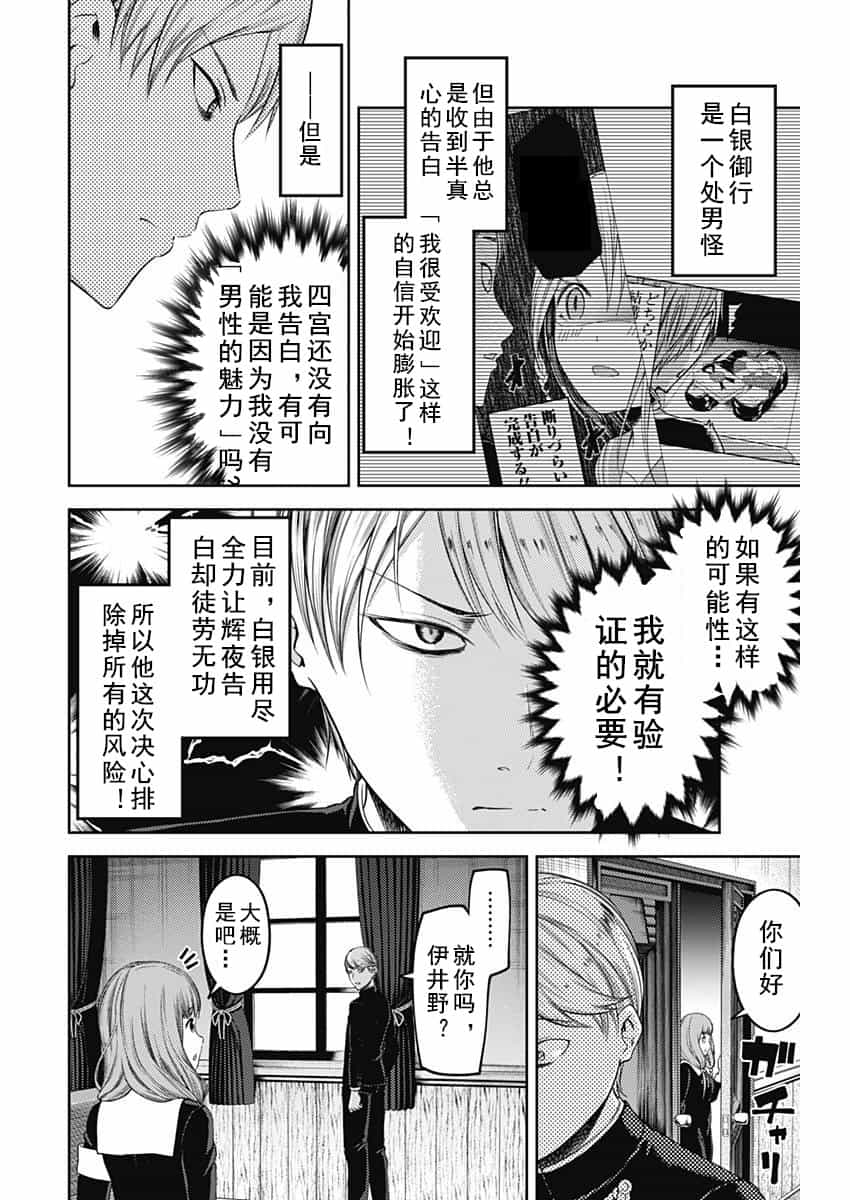 白银御行
是一个处男怪
但由于他总
是收到半真
心的告白
「我很受欢迎」这样
的自信开始膨胀了！
どちらか
断りづらい
告白が
完成する!!
——但是
四宫还没有向
我告白，有可
能是因为我没有
「男性的魅力」吗？
如果有这样
的可能性…
我就有验
证的必要！
目前，白银用尽
全力让辉夜告
白却徒劳无功
所以他这次决心排
除掉所有的风险！
你们好
ガチャリ
………
就你吗，
伊井野？
大概
是吧…